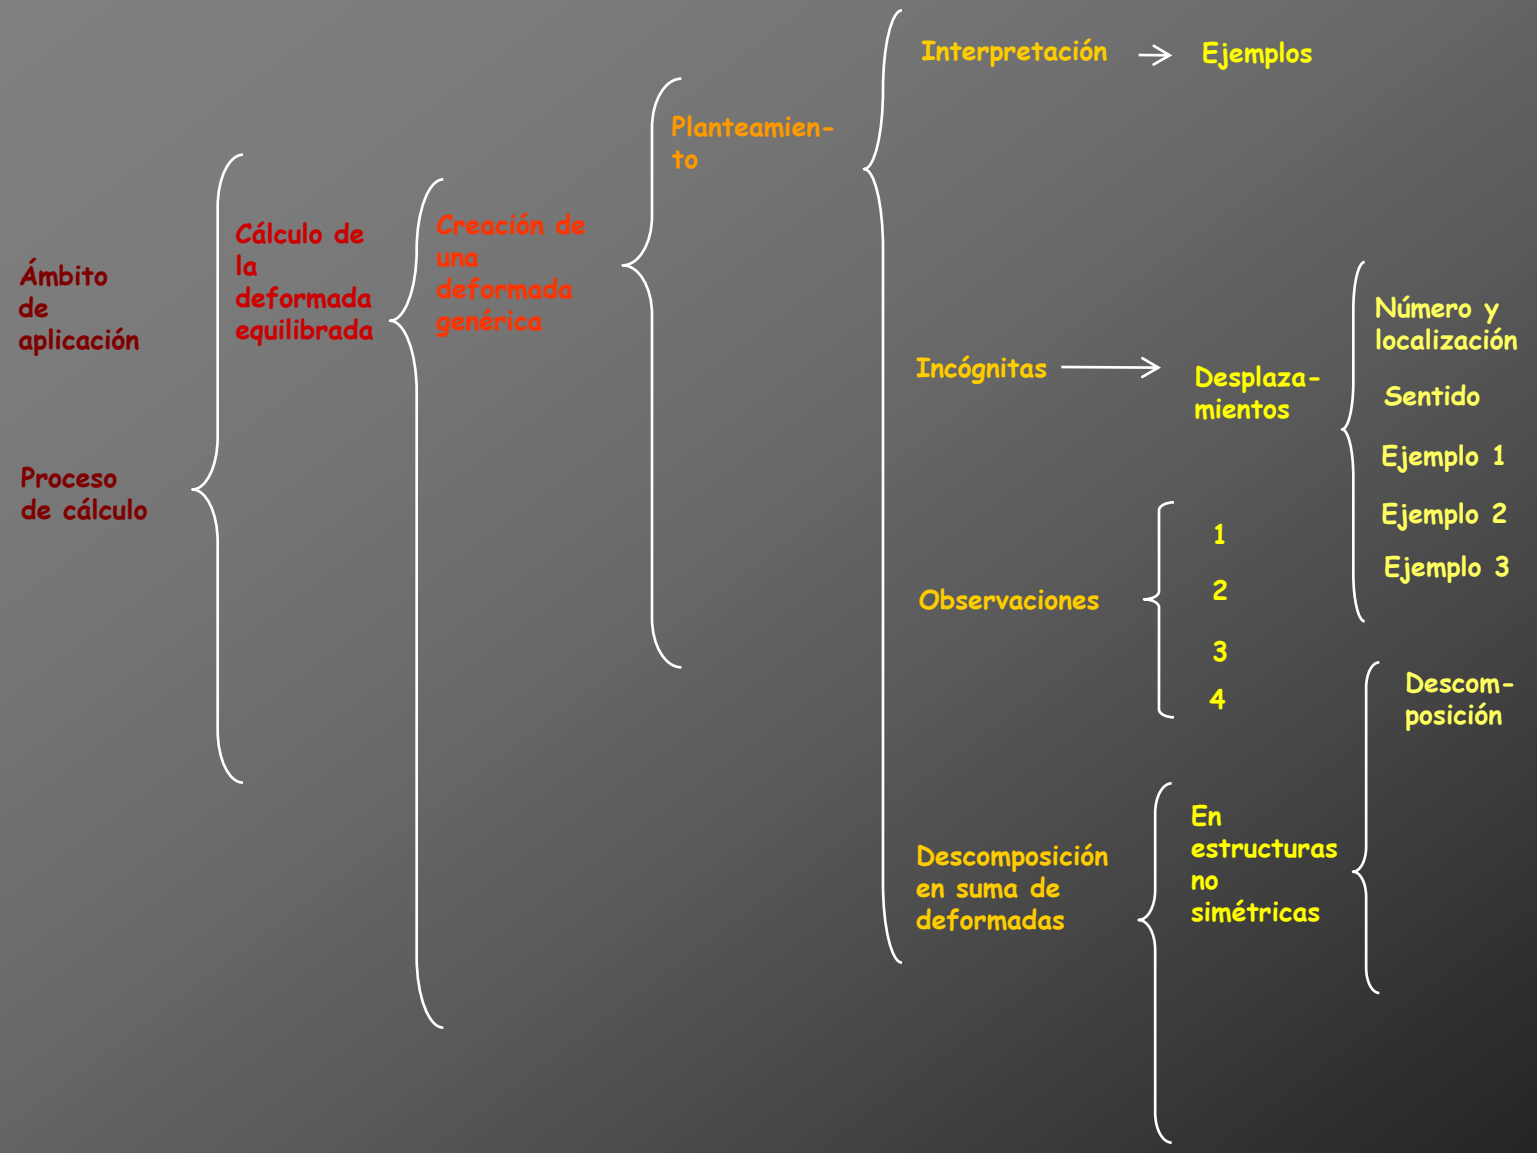 Ámbito
de
aplicación
Proceso
de cálculo
Cálculo de
la
deformada
equilibrada
Creación de
una
deformada
genérica
Planteamien-
to
Interpretación
Ejemplos
Incógnitas
Desplaza-
mientos
Número y
localización
Sentido
Ejemplo 1
Ejemplo 2
Ejemplo 3
Observaciones
1
2
3
4
Descomposición
en suma de
deformadas
En
estructuras
no
simétricas
Descom-
posición